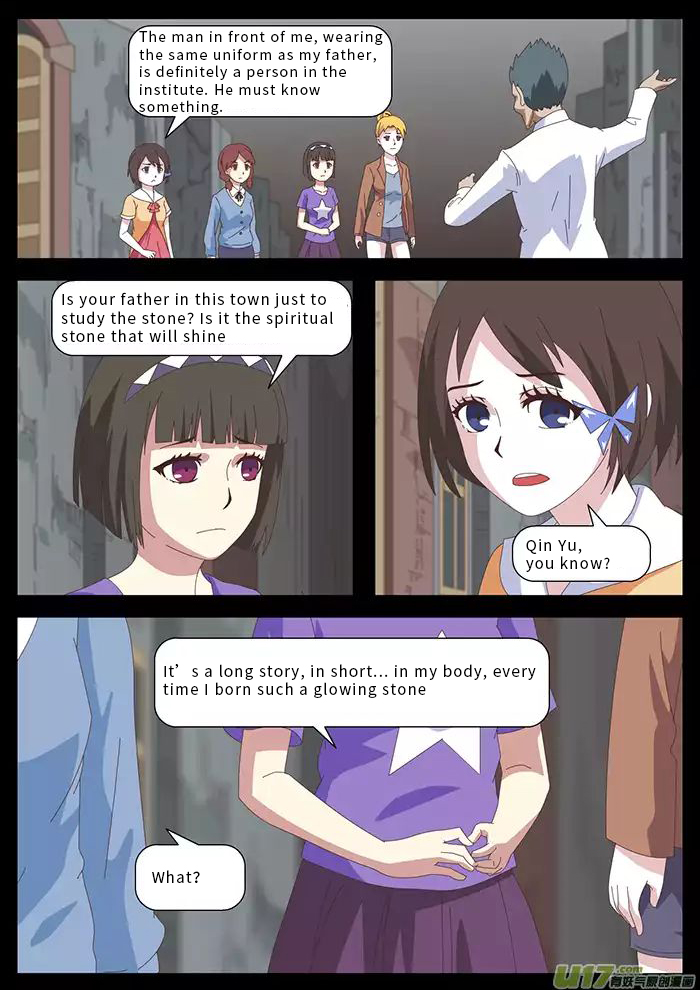 The man in front of me, wearing
the same uniform as my father,
is definitely a person in the
institute. He must know
something.
Is your father in this town just to
study the stone? Is it the spiritual
stone that will shine
Qin Yu,
you know?
It's a long story, in short... in my body, every
time I born such a glowing stone
What?
U17.com
有妖气原创漫画